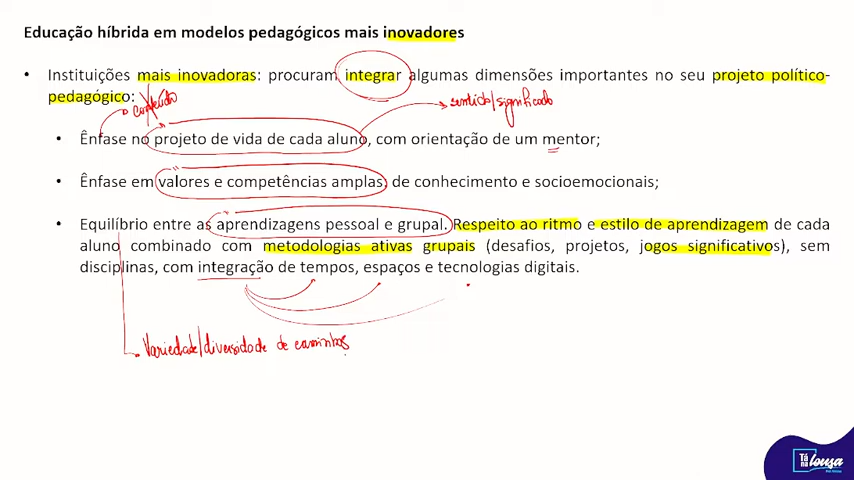 Educação híbrida em modelos pedagógicos mais inovadores
• Instituições mais inovadoras: procuram integrar algumas dimensões importantes no seu projeto político-
pedagógico:
conteúdo
sentido/significado
• Ênfase no projeto de vida de cada aluno, com orientação de um mentor;
• Ênfase em valores e competências amplas, de conhecimento e socioemocionais;
• Equilíbrio entre as aprendizagens pessoal e grupal. Respeito ao ritmo e estilo de aprendizagem de cada
aluno combinado com metodologias ativas grupais (desafios, projetos, jogos significativos), sem
disciplinas, com integração de tempos, espaços e tecnologias digitais.
Variedade/diversidade de caminhos
Tá
na lousa